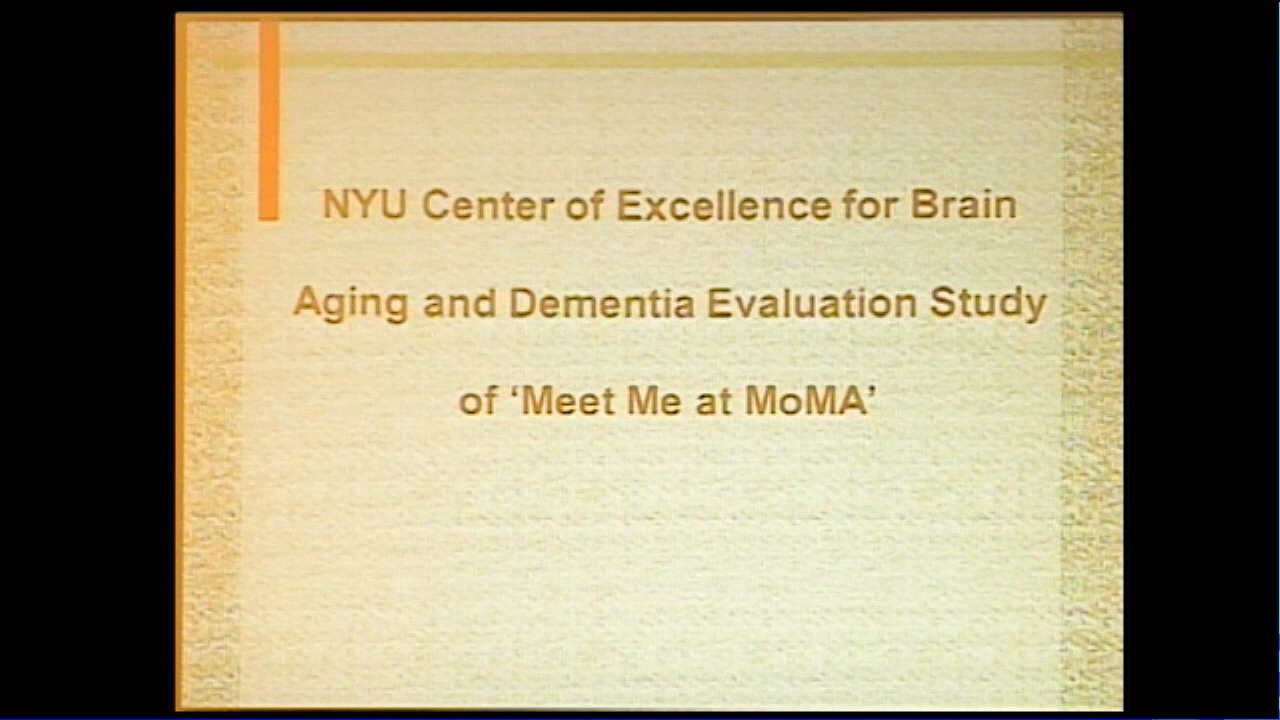 NYU Center of Excellence for Brain
Aging and Dementia Evaluation Study
of ‘Meet Me at MoMA’